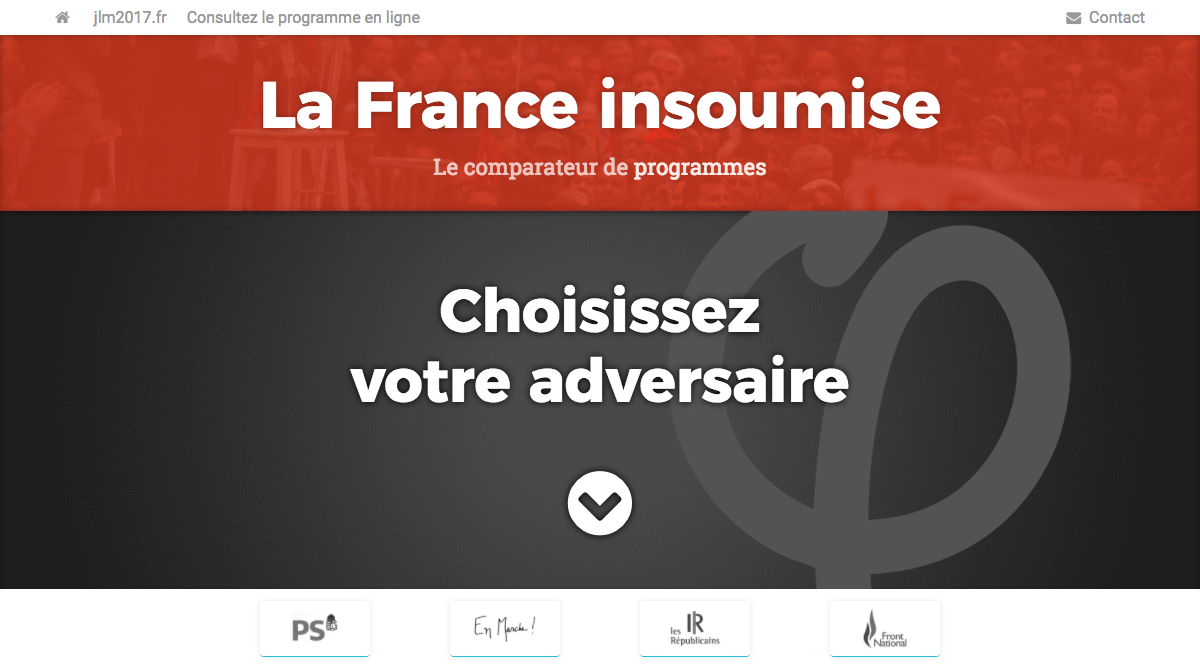 jlm2017.fr Consultez le programme en ligne Contact
La France insoumise
Le comparateur de programmes
Choisissez
votre adversaire
PS
En Marche !
les
Républicains
Front
National